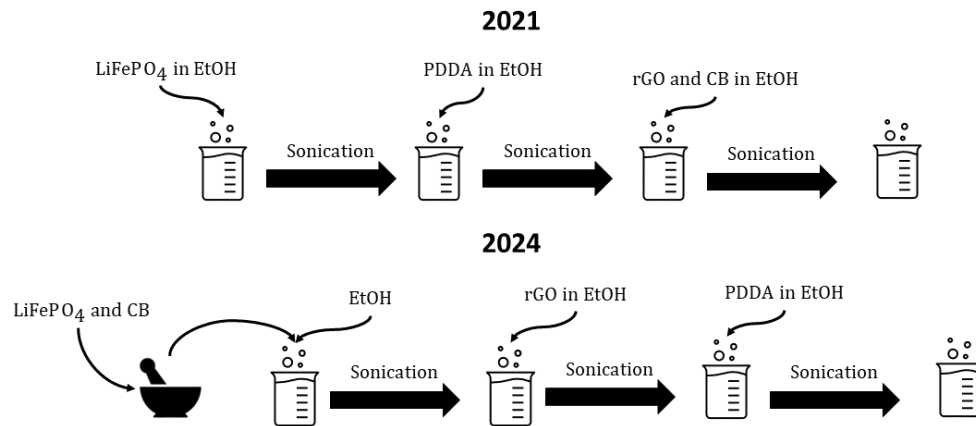 2021
LiFePO4 in EtOH
PDDA in EtOH
rGO and CB in EtOH
Sonication
Sonication
Sonication
2024
LiFePO4 and CB
EtOH
rGO in EtOH
PDDA in EtOH
Sonication
Sonication
Sonication